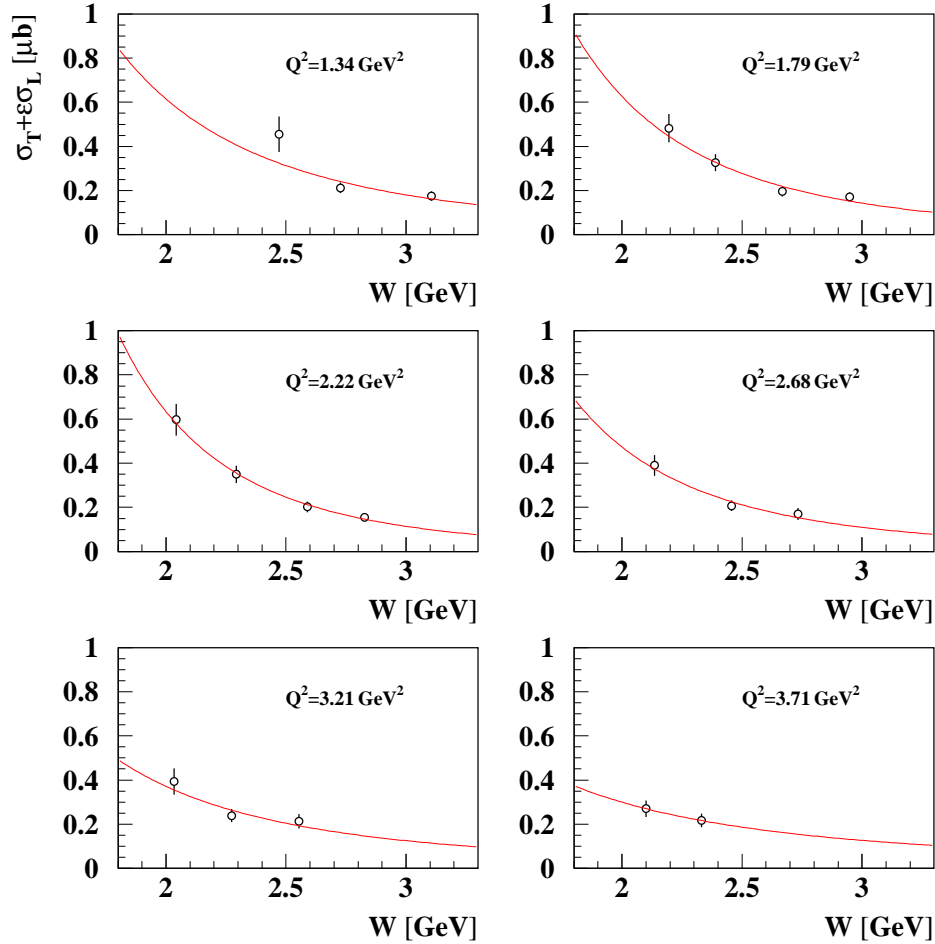 σ_T+εσ_L [μb]
1
0.8
0.6
0.4
0.2
0
Q²=1.34 GeV²
2 2.5 3
W [GeV]
1
0.8
0.6
0.4
0.2
0
Q²=1.79 GeV²
2 2.5 3
W [GeV]
1
0.8
0.6
0.4
0.2
0
Q²=2.22 GeV²
2 2.5 3
W [GeV]
1
0.8
0.6
0.4
0.2
0
Q²=2.68 GeV²
2 2.5 3
W [GeV]
1
0.8
0.6
0.4
0.2
0
Q²=3.21 GeV²
2 2.5 3
W [GeV]
1
0.8
0.6
0.4
0.2
0
Q²=3.71 GeV²
2 2.5 3
W [GeV]